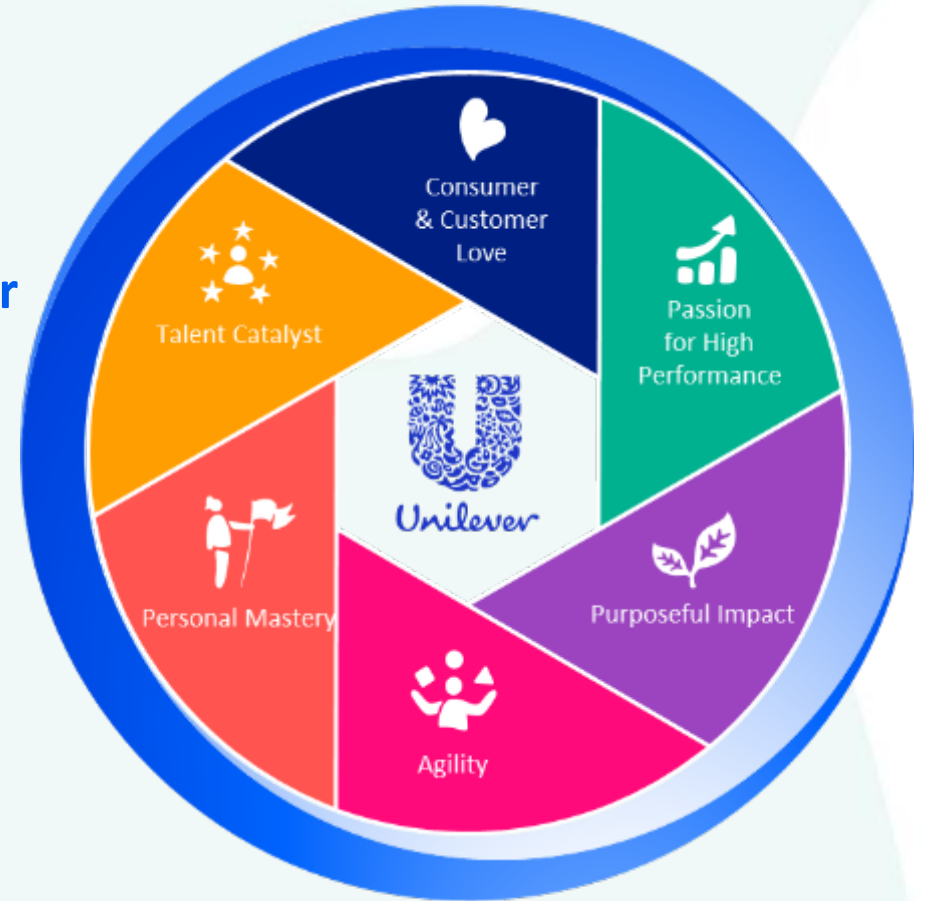 Consumer
& Customer
Love
Passion
for High
Performance
r
Talent Catalyst
Unilever
Purposeful Impact
Personal Mastery
Agility